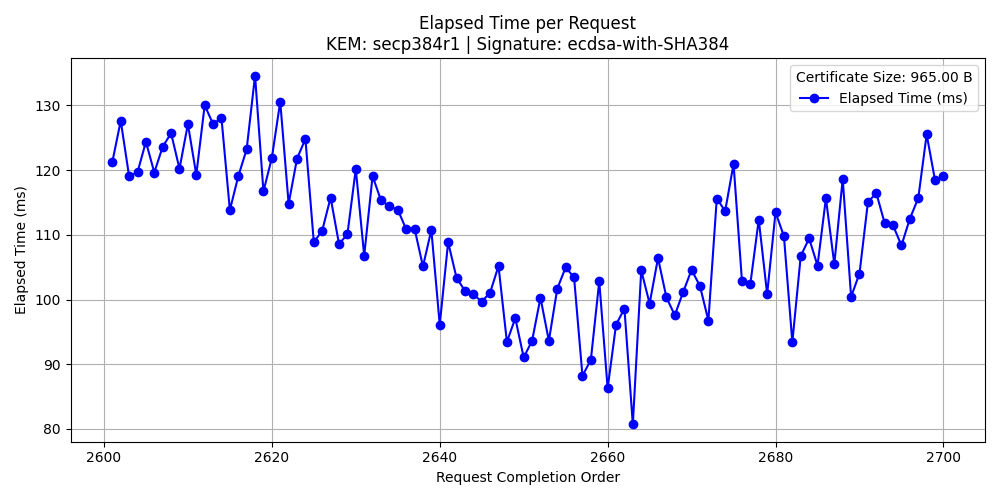 Elapsed Time per Request
KEM: secp384r1 | Signature: ecdsa-with-SHA384
Certificate Size: 965.00 B
Elapsed Time (ms)
Elapsed Time (ms)
130
120
110
100
90
80
2600 2620 2640 2660 2680 2700
Request Completion Order